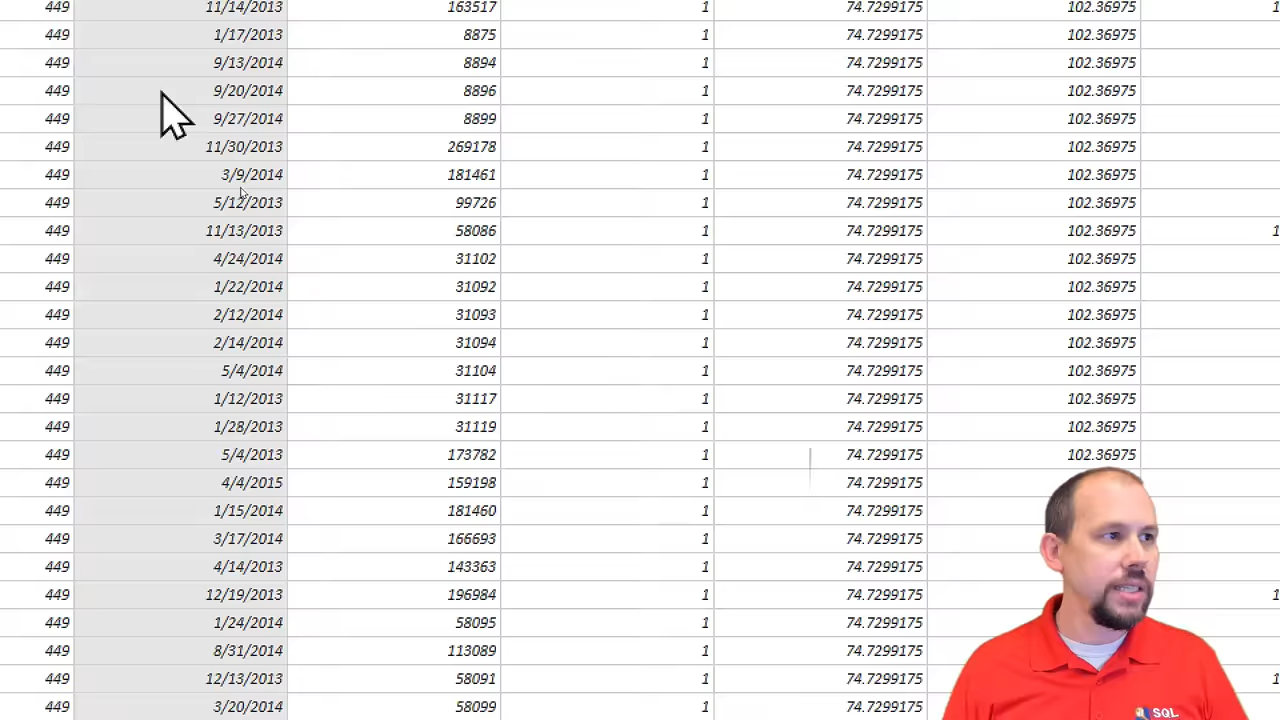 449 11/14/2013 163517 1 74.7299175 102.36975 1
449 1/17/2013 8875 1 74.7299175 102.36975
449 9/13/2014 8894 1 74.7299175 102.36975
449 9/20/2014 8896 1 74.7299175 102.36975
449 9/27/2014 8899 1 74.7299175 102.36975
449 11/30/2013 269178 1 74.7299175 102.36975
449 3/9/2014 181461 1 74.7299175 102.36975
449 5/12/2013 99726 1 74.7299175 102.36975
449 11/13/2013 58086 1 74.7299175 102.36975 1
449 4/24/2014 31102 1 74.7299175 102.36975
449 1/22/2014 31092 1 74.7299175 102.36975
449 2/12/2014 31093 1 74.7299175 102.36975
449 2/14/2014 31094 1 74.7299175 102.36975
449 5/4/2014 31104 1 74.7299175 102.36975
449 1/12/2013 31117 1 74.7299175 102.36975
449 1/28/2013 31119 1 74.7299175 102.36975
449 5/4/2013 173782 1 74.7299175 102.36975
449 4/4/2015 159198 1 74.7299175
449 1/15/2014 181460 1 74.7299175
449 3/17/2014 166693 1 74.7299175
449 4/14/2013 143363 1 74.7299175
449 12/19/2013 196984 1 74.7299175 1
449 1/24/2014 58095 1 74.7299175
449 8/31/2014 113089 1 74.7299175
449 12/13/2013 58091 1 74.7299175 1
449 3/20/2014 58099 1 74.7299175
SQL